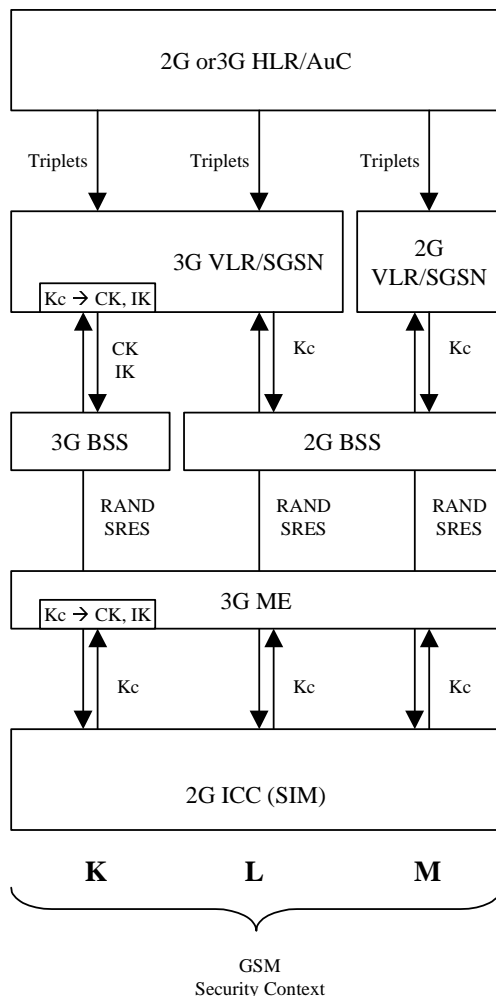 2G or3G HLR/AuC
Triplets
Triplets
Triplets
3G VLR/SGSN
2G
VLR/SGSN
Kc → CK, IK
CK
IK
Kc
Kc
3G BSS
2G BSS
RAND
SRES
RAND
SRES
RAND
SRES
3G ME
Kc → CK, IK
Kc
Kc
Kc
2G ICC (SIM)
K
L
M
GSM
Security Context